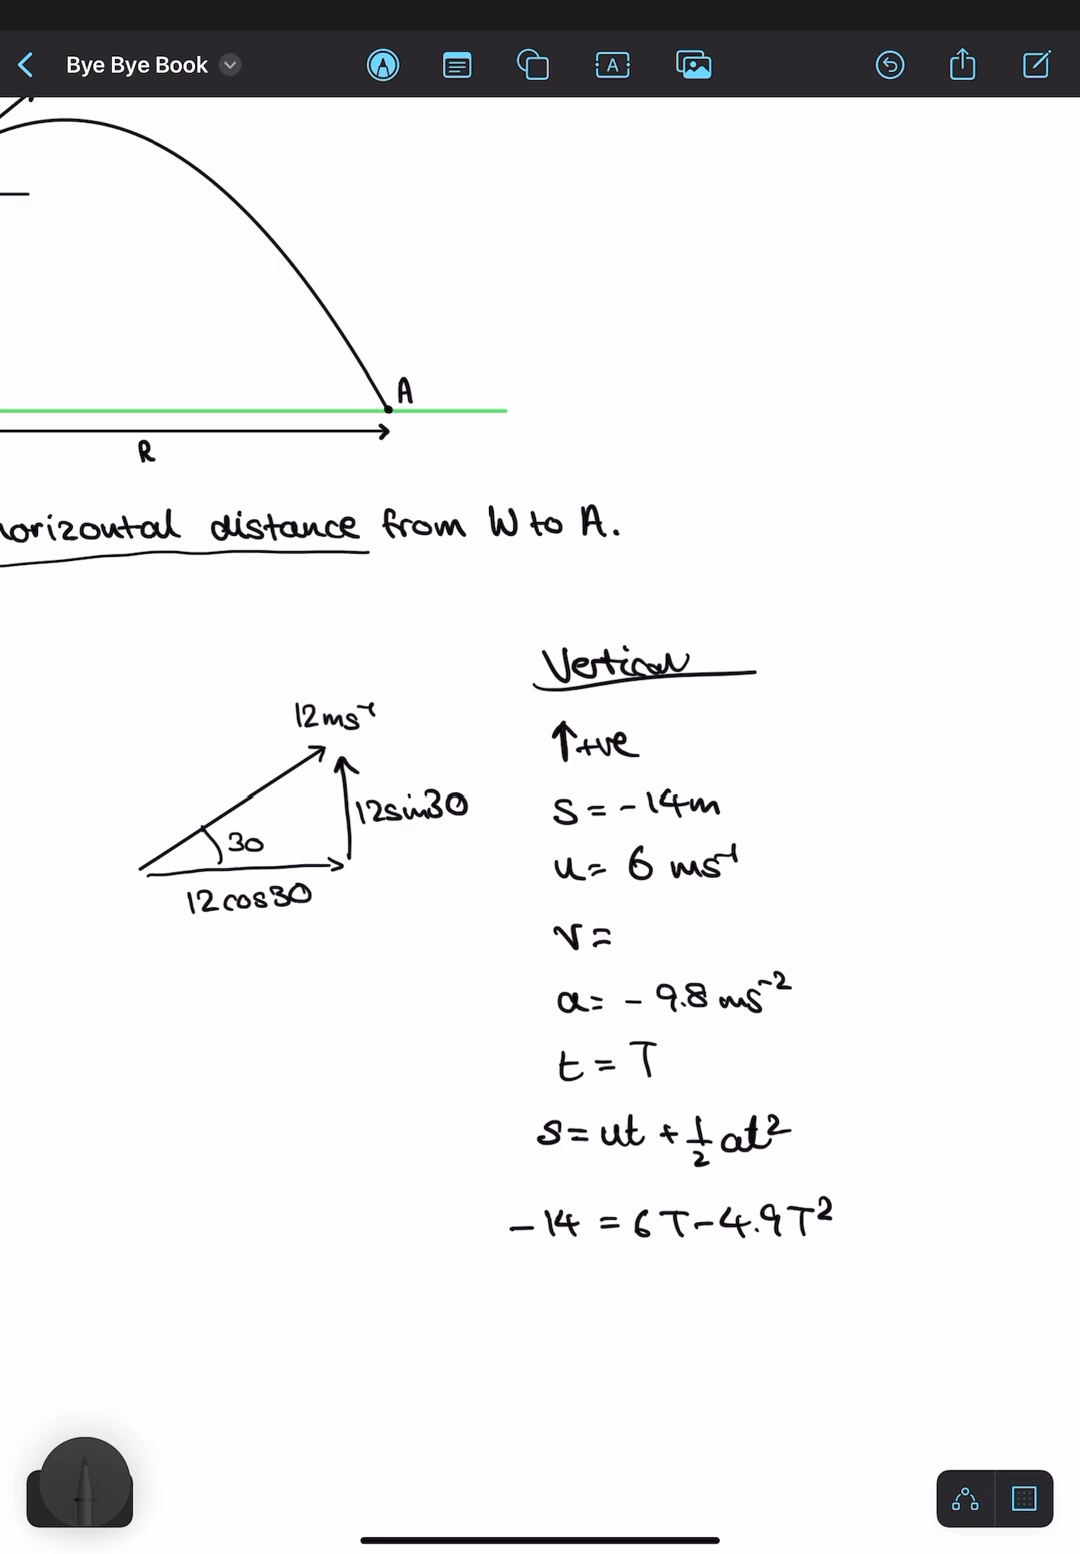 Bye Bye Book
A
R
horizontal distance from W to A.
Vertical
12ms⁻¹
↑+ve
12sin30
s = -14m
30
u = 6 ms⁻¹
12cos30
v =
a = -9.8 ms⁻²
t = T
s = ut + ½at²
-14 = 6T - 4.9T²